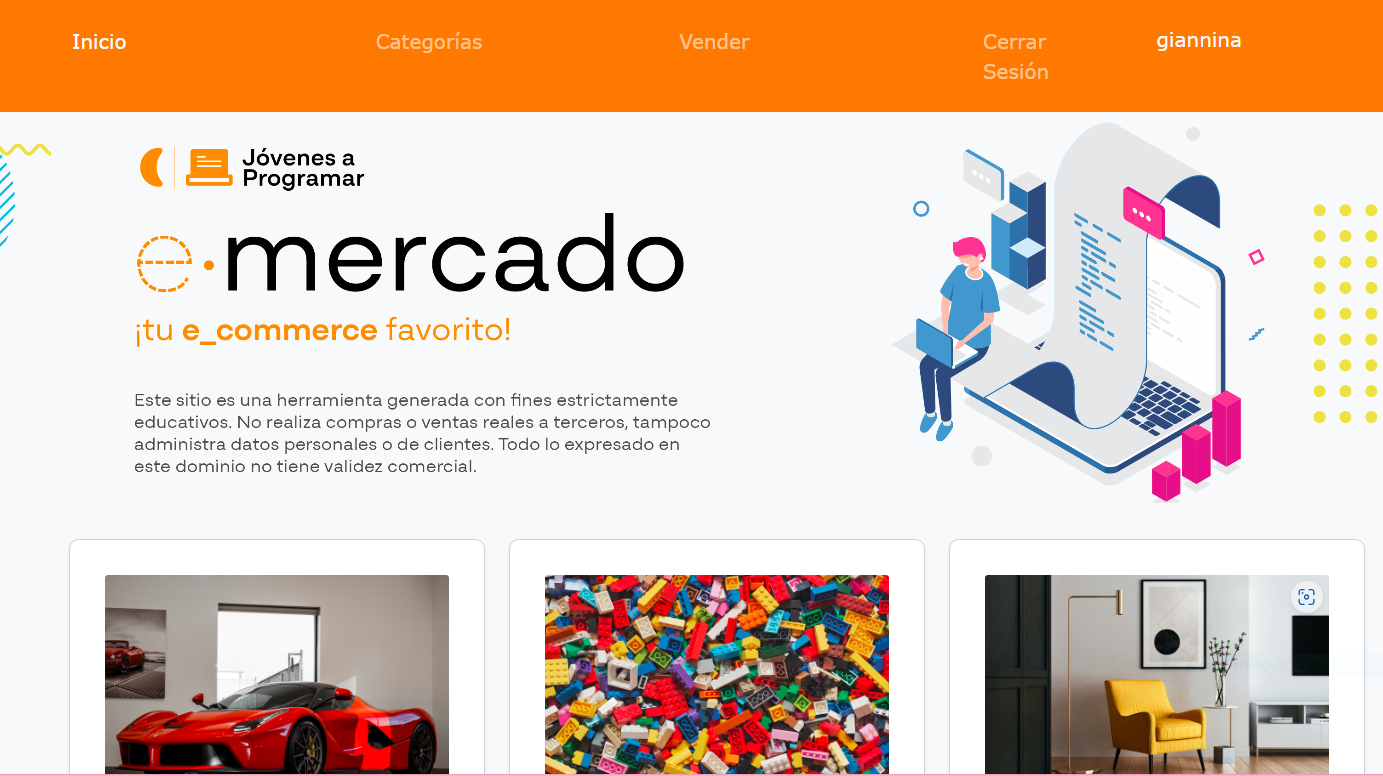 Inicio
Categorías
Vender
Cerrar
Sesión
giannina
Jóvenes a
Programar
e·mercado
¡tu e_commerce favorito!
Este sitio es una herramienta generada con fines estrictamente
educativos. No realiza compras o ventas reales a terceros, tampoco
administra datos personales o de clientes. Todo lo expresado en
este dominio no tiene validez comercial.